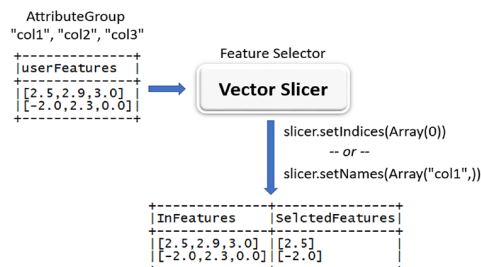 AttributeGroup
"col1", "col2", "col3"
+--------------+
|userFeatures |
+--------------+
|[2.5,2.9,3.0] |
|[-2.0,2.3,0.0]|
+--------------+
Feature Selector
Vector Slicer
slicer.setIndices(Array(0))
-- or --
slicer.setNames(Array("col1",))
+--------------+---------------+
|InFeatures |SelctedFeatures|
+--------------+---------------+
|[2.5,2.9,3.0] |[2.5] |
|[-2.0,2.3,0.0]|[-2.0] |